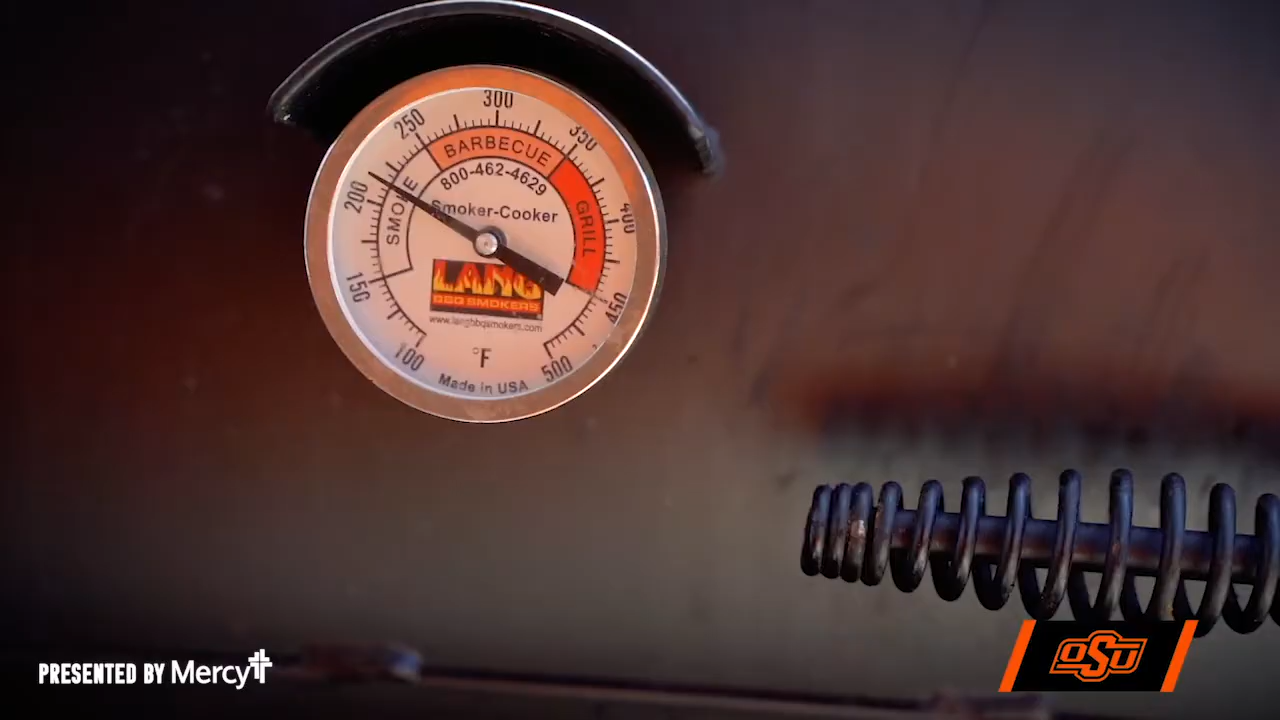 300
250
350
BARBECUE
200
800-462-4629
400
SMOKE
Smoker-Cooker
GRILL
150
LANG
BBQ SMOKERS
450
www.langbbqsmokers.com
100
°F
500
Made in USA
PRESENTED BY Mercy
OSU